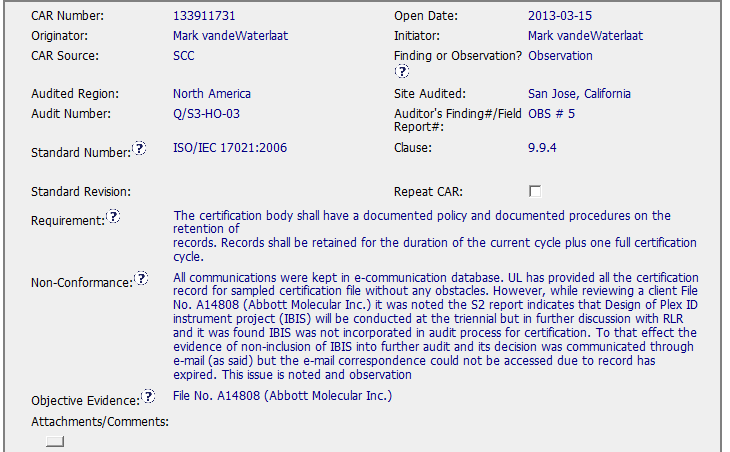 CAR Number: 133911731 Open Date: 2013-03-15
Originator: Mark vandeWaterlaat Initiator: Mark vandeWaterlaat
CAR Source: SCC Finding or Observation? Observation
?
Audited Region: North America Site Audited: San Jose, California
Audit Number: Q/S3-HO-03 Auditor's Finding#/Field OBS # 5
Report#:
Standard Number: ? ISO/IEC 17021:2006 Clause: 9.9.4
Standard Revision: Repeat CAR:
Requirement: ? The certification body shall have a documented policy and documented procedures on the
retention of
records. Records shall be retained for the duration of the current cycle plus one full certification
cycle.
Non-Conformance: ? All communications were kept in e-communication database. UL has provided all the certification
record for sampled certification file without any obstacles. However, while reviewing a client File
No. A14808 (Abbott Molecular Inc.) it was noted the S2 report indicates that Design of Plex ID
instrument project (IBIS) will be conducted at the triennial but in further discussion with RLR
and it was found IBIS was not incorporated in audit process for certification. To that effect the
evidence of non-inclusion of IBIS into further audit and its decision was communicated through
e-mail (as said) but the e-mail correspondence could not be accessed due to record has
expired. This issue is noted and observation
Objective Evidence: ? File No. A14808 (Abbott Molecular Inc.)
Attachments/Comments: